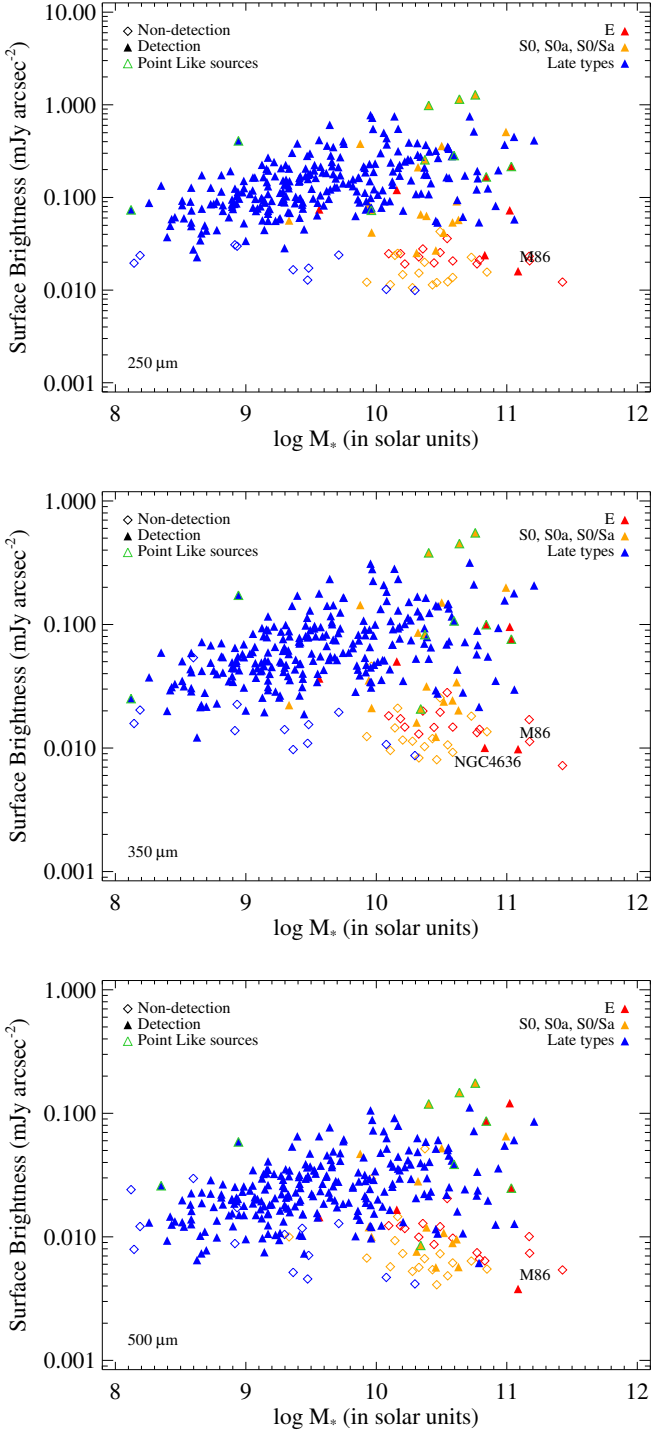 10.000
1.000
0.100
0.010
0.001
Surface Brightness (mJy arcsec⁻²)
Non-detection
Detection
Point Like sources
E
S0, S0a, S0/Sa
Late types
M86
250 µm
8 9 10 11 12
log M* (in solar units)
1.000
0.100
0.010
0.001
Surface Brightness (mJy arcsec⁻²)
Non-detection
Detection
Point Like sources
E
S0, S0a, S0/Sa
Late types
M86
NGC4636
350 µm
8 9 10 11 12
log M* (in solar units)
1.000
0.100
0.010
0.001
Surface Brightness (mJy arcsec⁻²)
Non-detection
Detection
Point Like sources
E
S0, S0a, S0/Sa
Late types
M86
500 µm
8 9 10 11 12
log M* (in solar units)